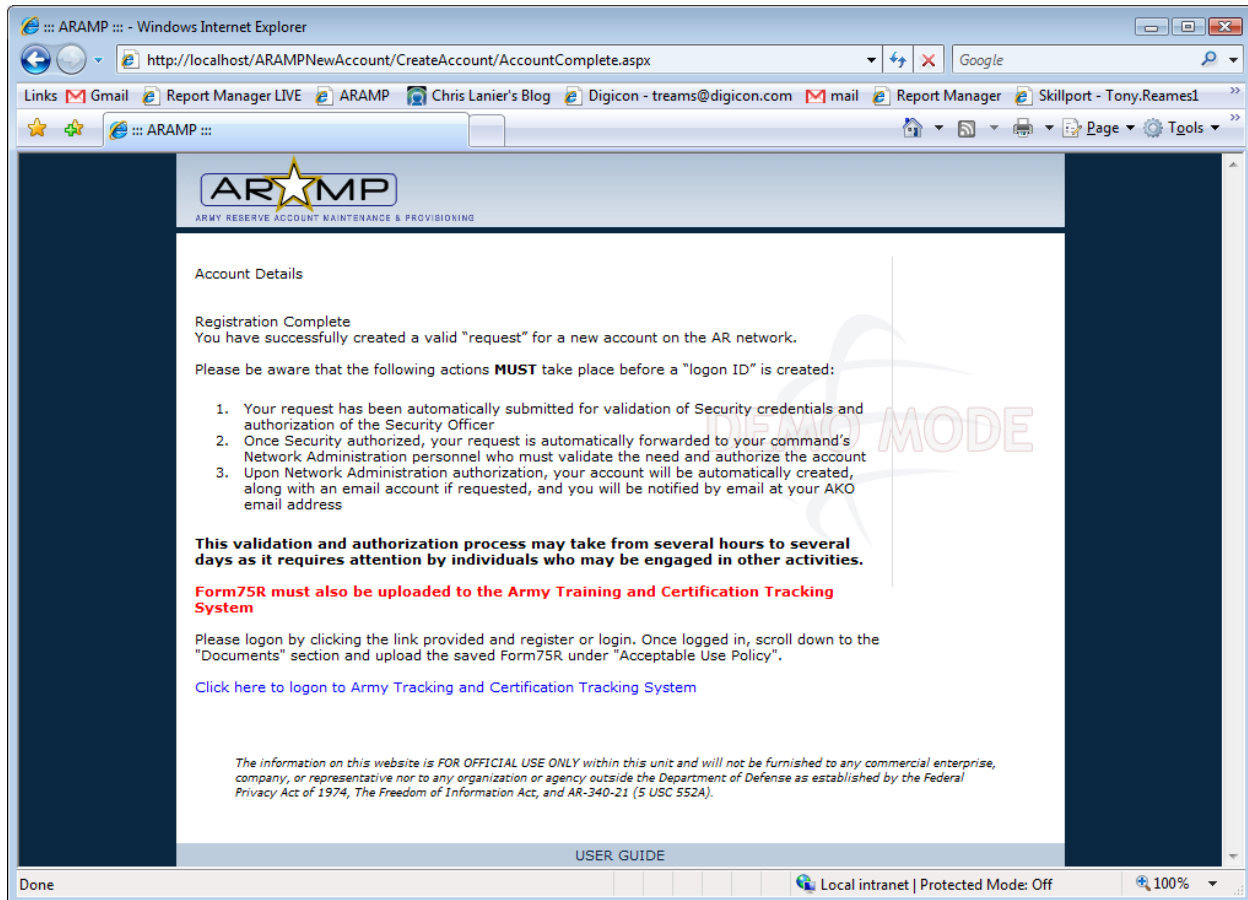 ::: ARAMP ::: - Windows Internet Explorer
http://localhost/ARAMPNewAccount/CreateAccount/AccountComplete.aspx
Google
Links Gmail Report Manager LIVE ARAMP Chris Lanier's Blog Digicon - treams@digicon.com mail Report Manager Skillport - Tony.Reames1 »
::: ARAMP ::: Page Tools »
ARAMP
ARMY RESERVE ACCOUNT MAINTENANCE & PROVISIONING
Account Details
Registration Complete
You have successfully created a valid "request" for a new account on the AR network.
Please be aware that the following actions MUST take place before a "logon ID" is created:
1. Your request has been automatically submitted for validation of Security credentials and
authorization of the Security Officer
2. Once Security authorized, your request is automatically forwarded to your command's
Network Administration personnel who must validate the need and authorize the account
3. Upon Network Administration authorization, your account will be automatically created,
along with an email account if requested, and you will be notified by email at your AKO
email address
DEMO MODE
This validation and authorization process may take from several hours to several
days as it requires attention by individuals who may be engaged in other activities.
Form75R must also be uploaded to the Army Training and Certification Tracking
System
Please logon by clicking the link provided and register or login. Once logged in, scroll down to the
"Documents" section and upload the saved Form75R under "Acceptable Use Policy".
Click here to logon to Army Tracking and Certification Tracking System
The information on this website is FOR OFFICIAL USE ONLY within this unit and will not be furnished to any commercial enterprise,
company, or representative nor to any organization or agency outside the Department of Defense as established by the Federal
Privacy Act of 1974, The Freedom of Information Act, and AR-340-21 (5 USC 552A).
USER GUIDE
Done
Local intranet | Protected Mode: Off
100%